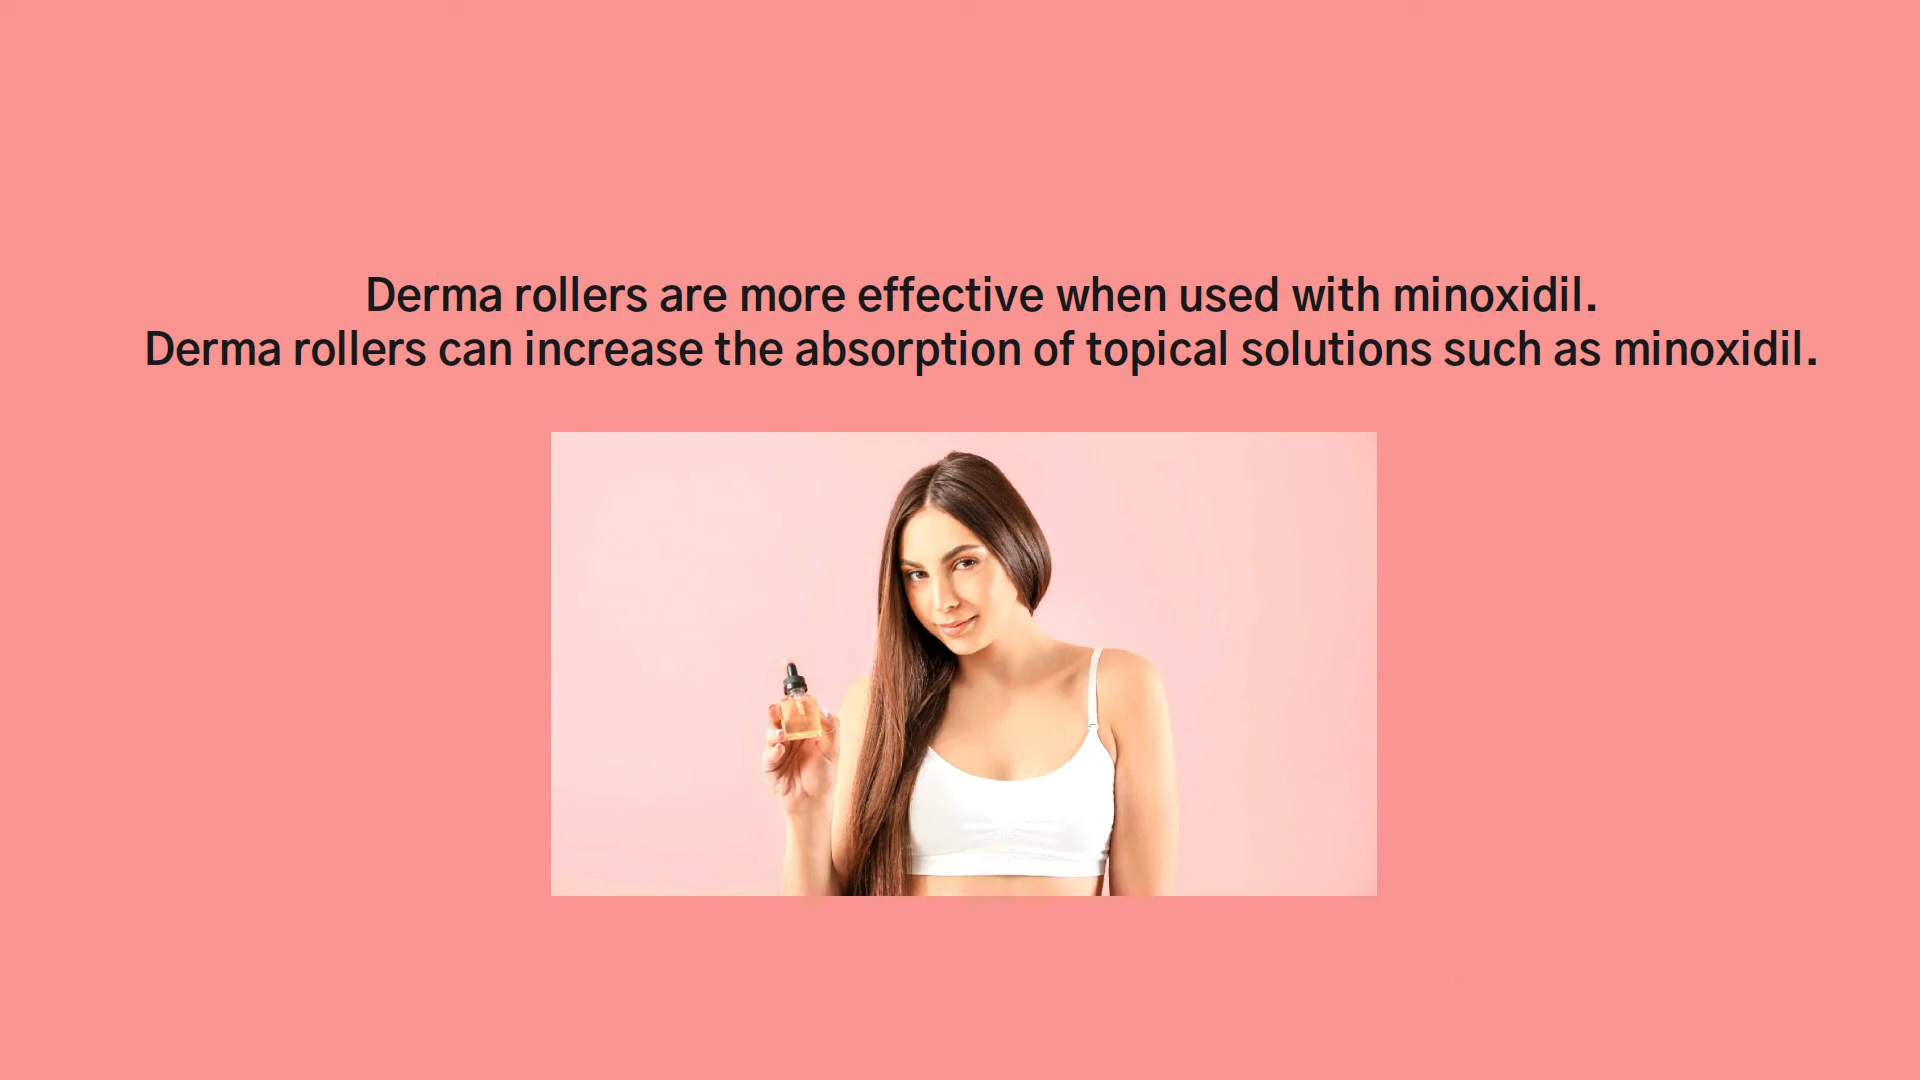 Derma rollers are more effective when used with minoxidil.
Derma rollers can increase the absorption of topical solutions such as minoxidil.